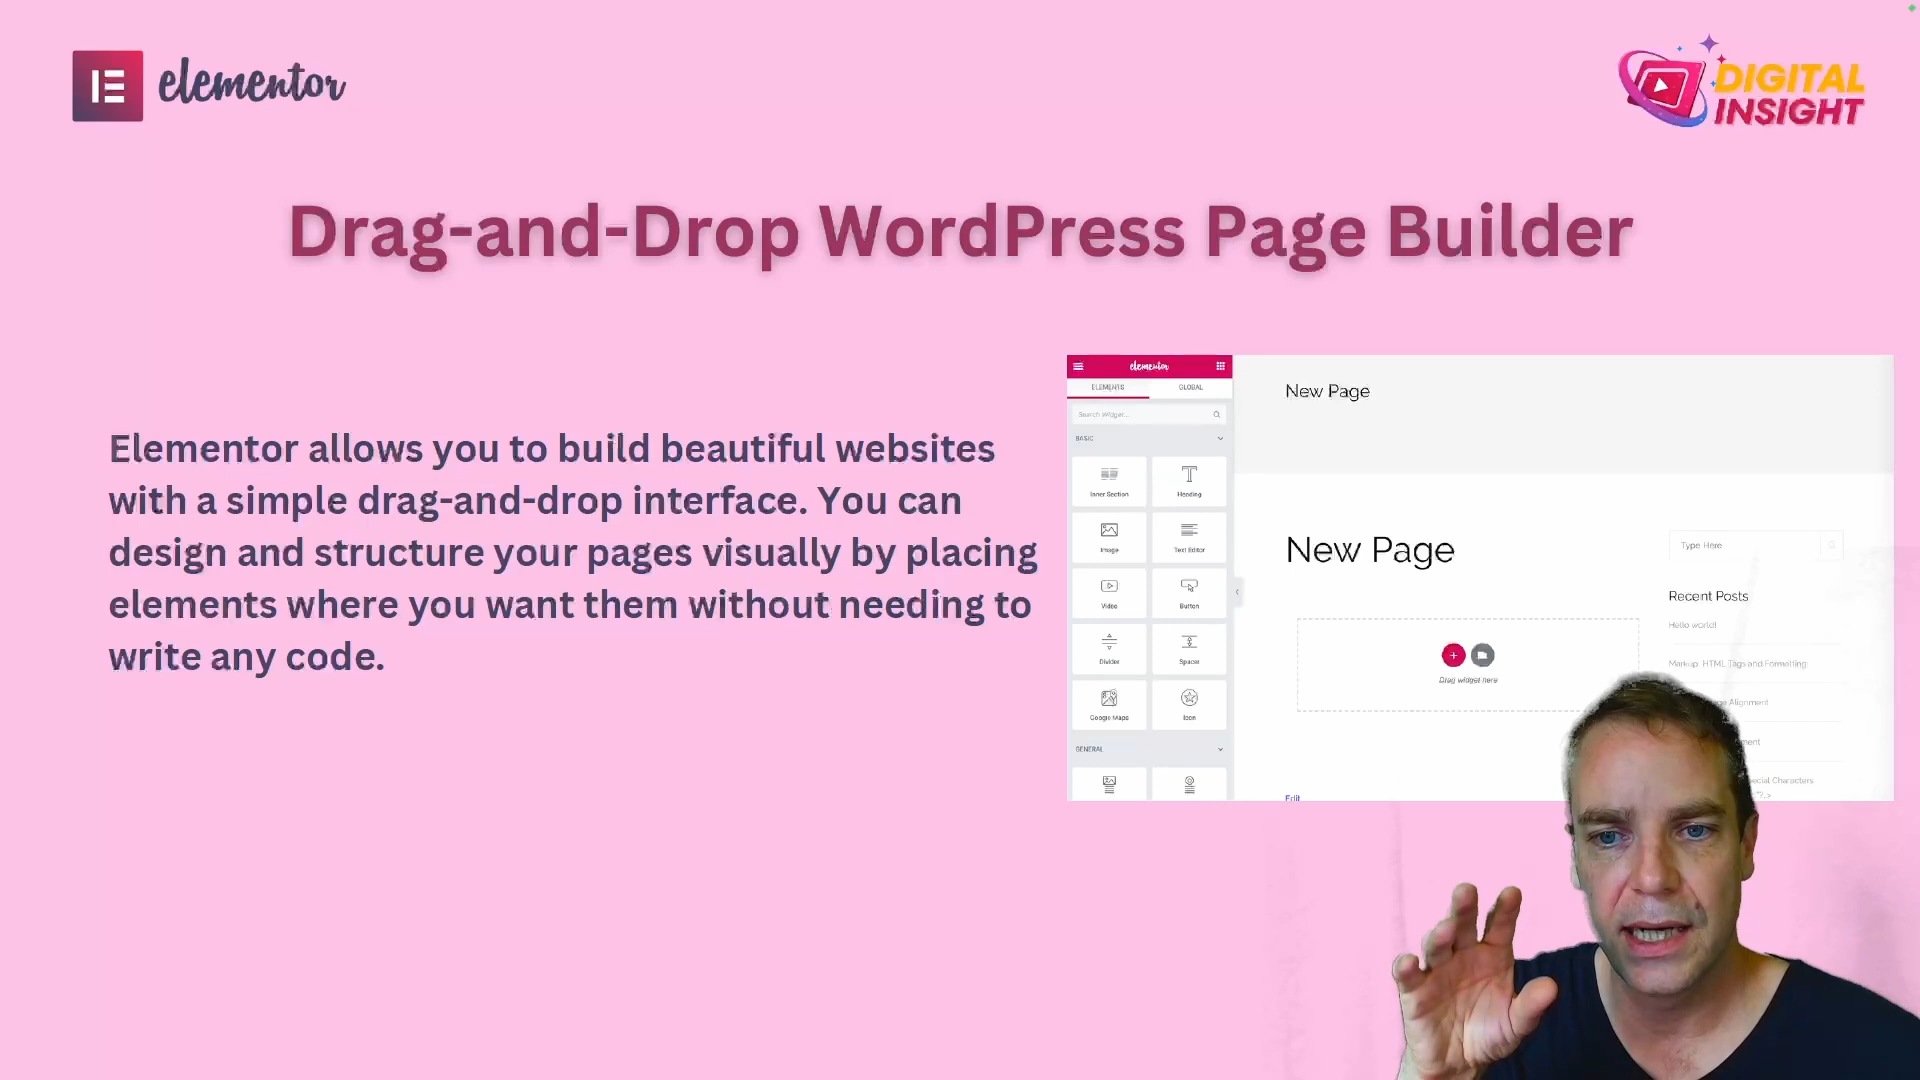 elementor
DIGITAL
INSIGHT
Drag-and-Drop WordPress Page Builder
Elementor allows you to build beautiful websites
with a simple drag-and-drop interface. You can
design and structure your pages visually by placing
elements where you want them without needing to
write any code.
elementor
ELEMENTS GLOBAL
Search Widget...
BASIC
Inner Section Heading
Image Text Editor
Video Button
Divider Spacer
Google Maps Icon
GENERAL
New Page
New Page
Drag widget here
Edit
Type Here
Recent Posts
Hello world!
Markup: HTML Tags and Formatting
Alignment